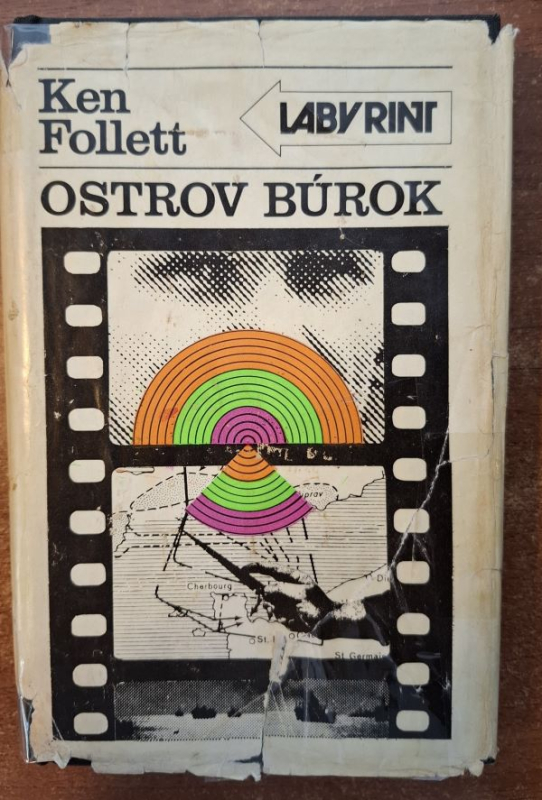 Ken
Follett
LABYRINT
OSTROV BÚROK
Cherbourg
St. Germain